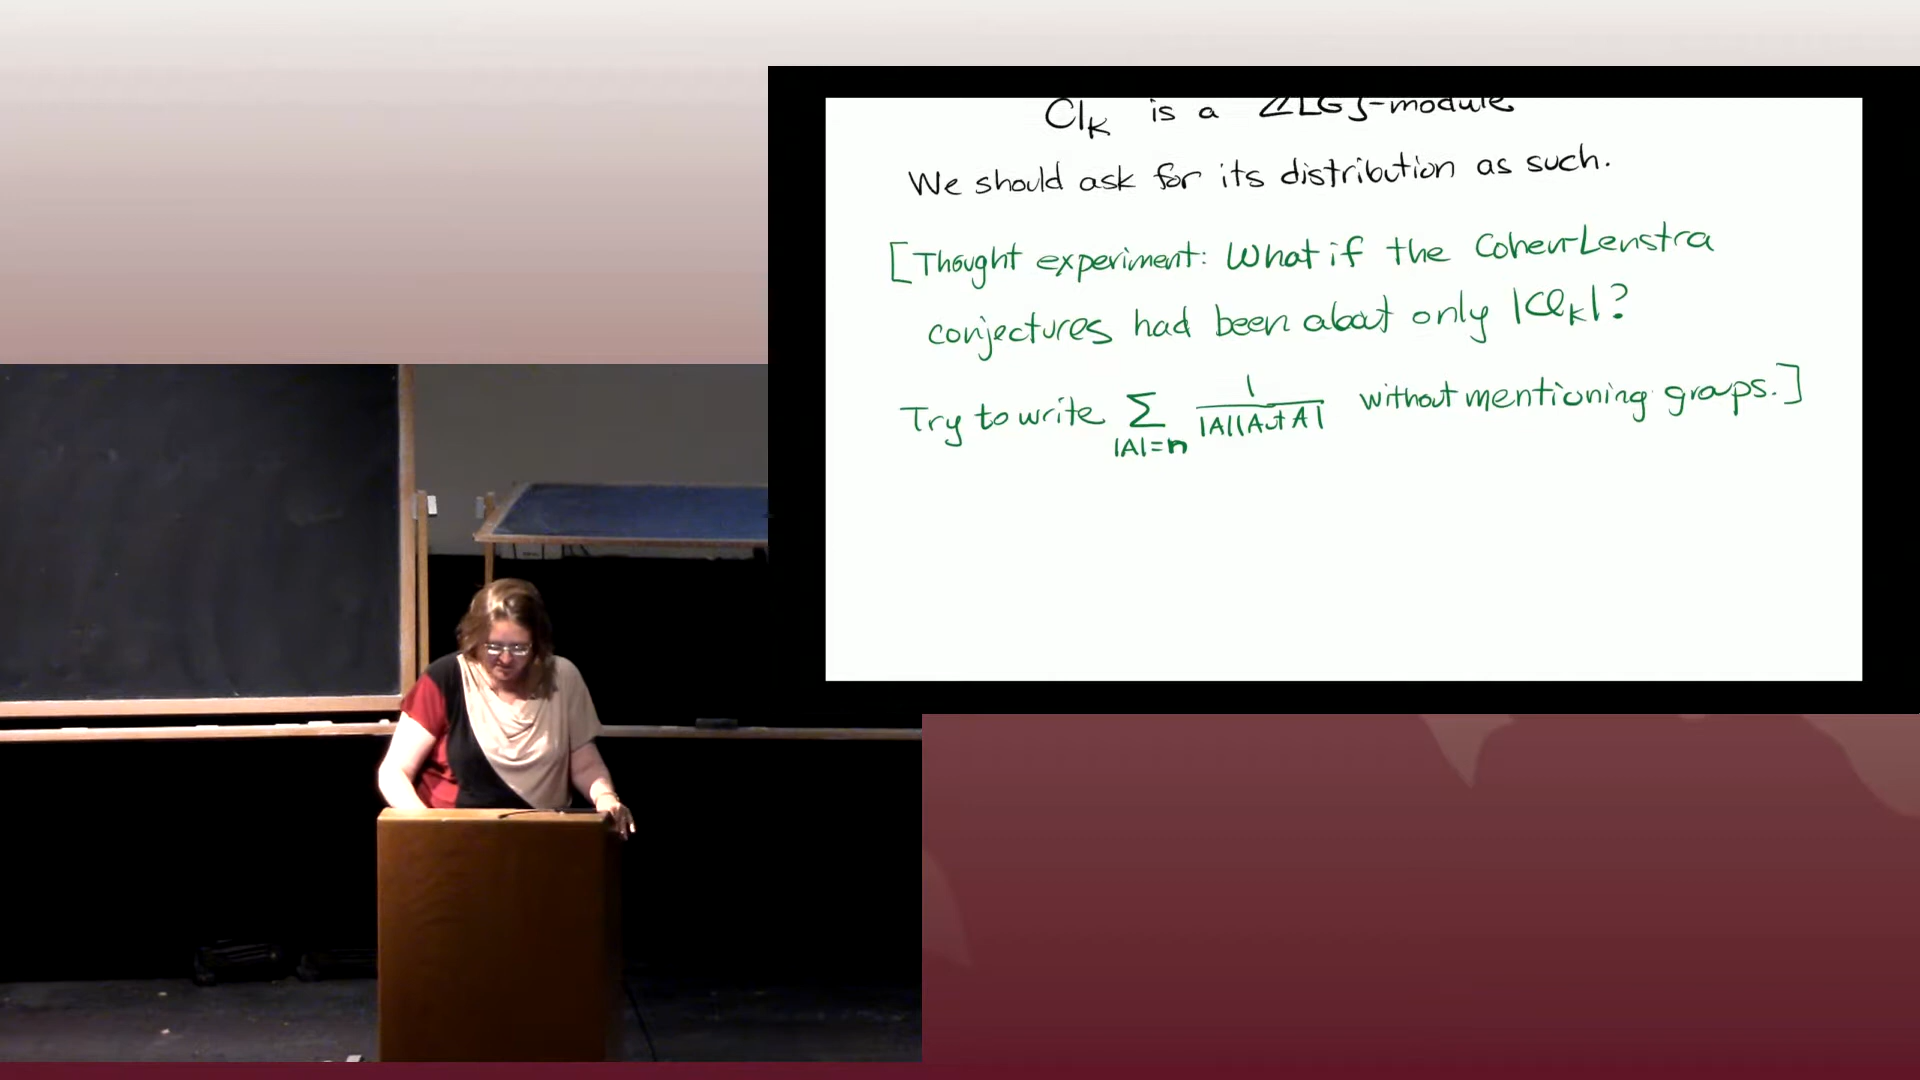 Cl_K is a Z[G]-module
We should ask for its distribution as such.
[Thought experiment: What if the Cohen-Lenstra
conjectures had been about only |Cl_K|?
Try to write ∑_{|A|=n} 1/(|A||Aut A|) without mentioning groups.]